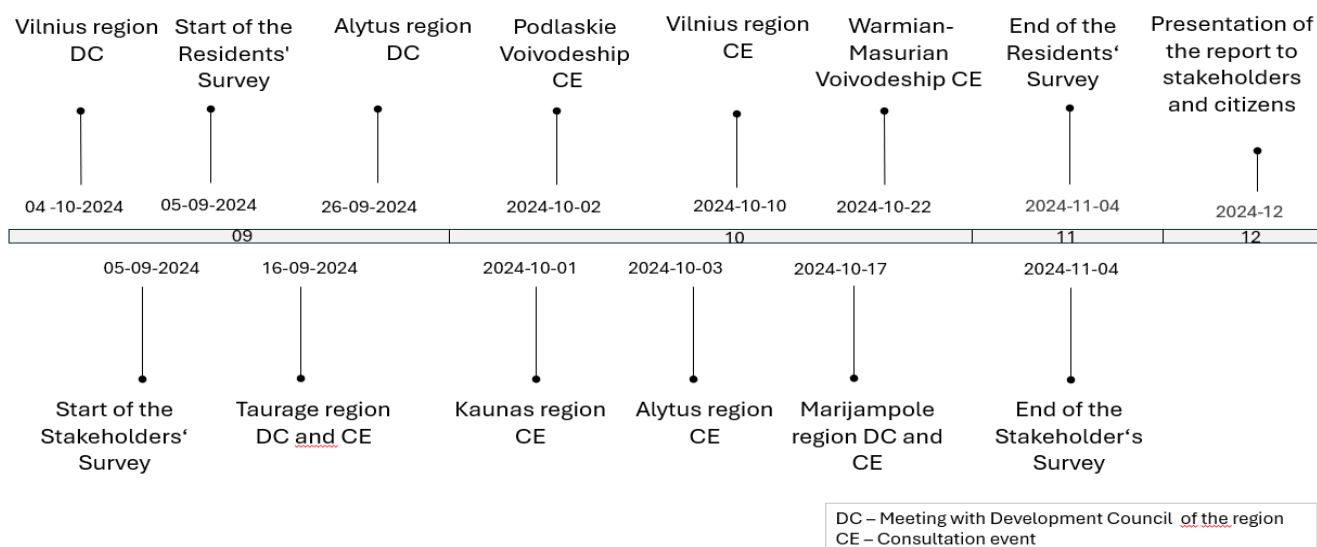 Vilnius region
DC
Start of the
Residents'
Survey
Alytus region
DC
Podlaskie
Voivodeship
CE
Vilnius region
CE
Warmian-
Masurian
Voivodeship CE
End of the
Residents‘
Survey
Presentation of
the report to
stakeholders
and citizens
04 -10-2024
05-09-2024
26-09-2024
2024-10-02
2024-10-10
2024-10-22
2024-11-04
2024-12
09
10
11
12
05-09-2024
16-09-2024
2024-10-01
2024-10-03
2024-10-17
2024-11-04
Start of the
Stakeholders‘
Survey
Taurage region
DC and CE
Kaunas region
CE
Alytus region
CE
Marijampole
region DC and
CE
End of the
Stakeholder‘s
Survey
DC – Meeting with Development Council of the region
CE – Consultation event